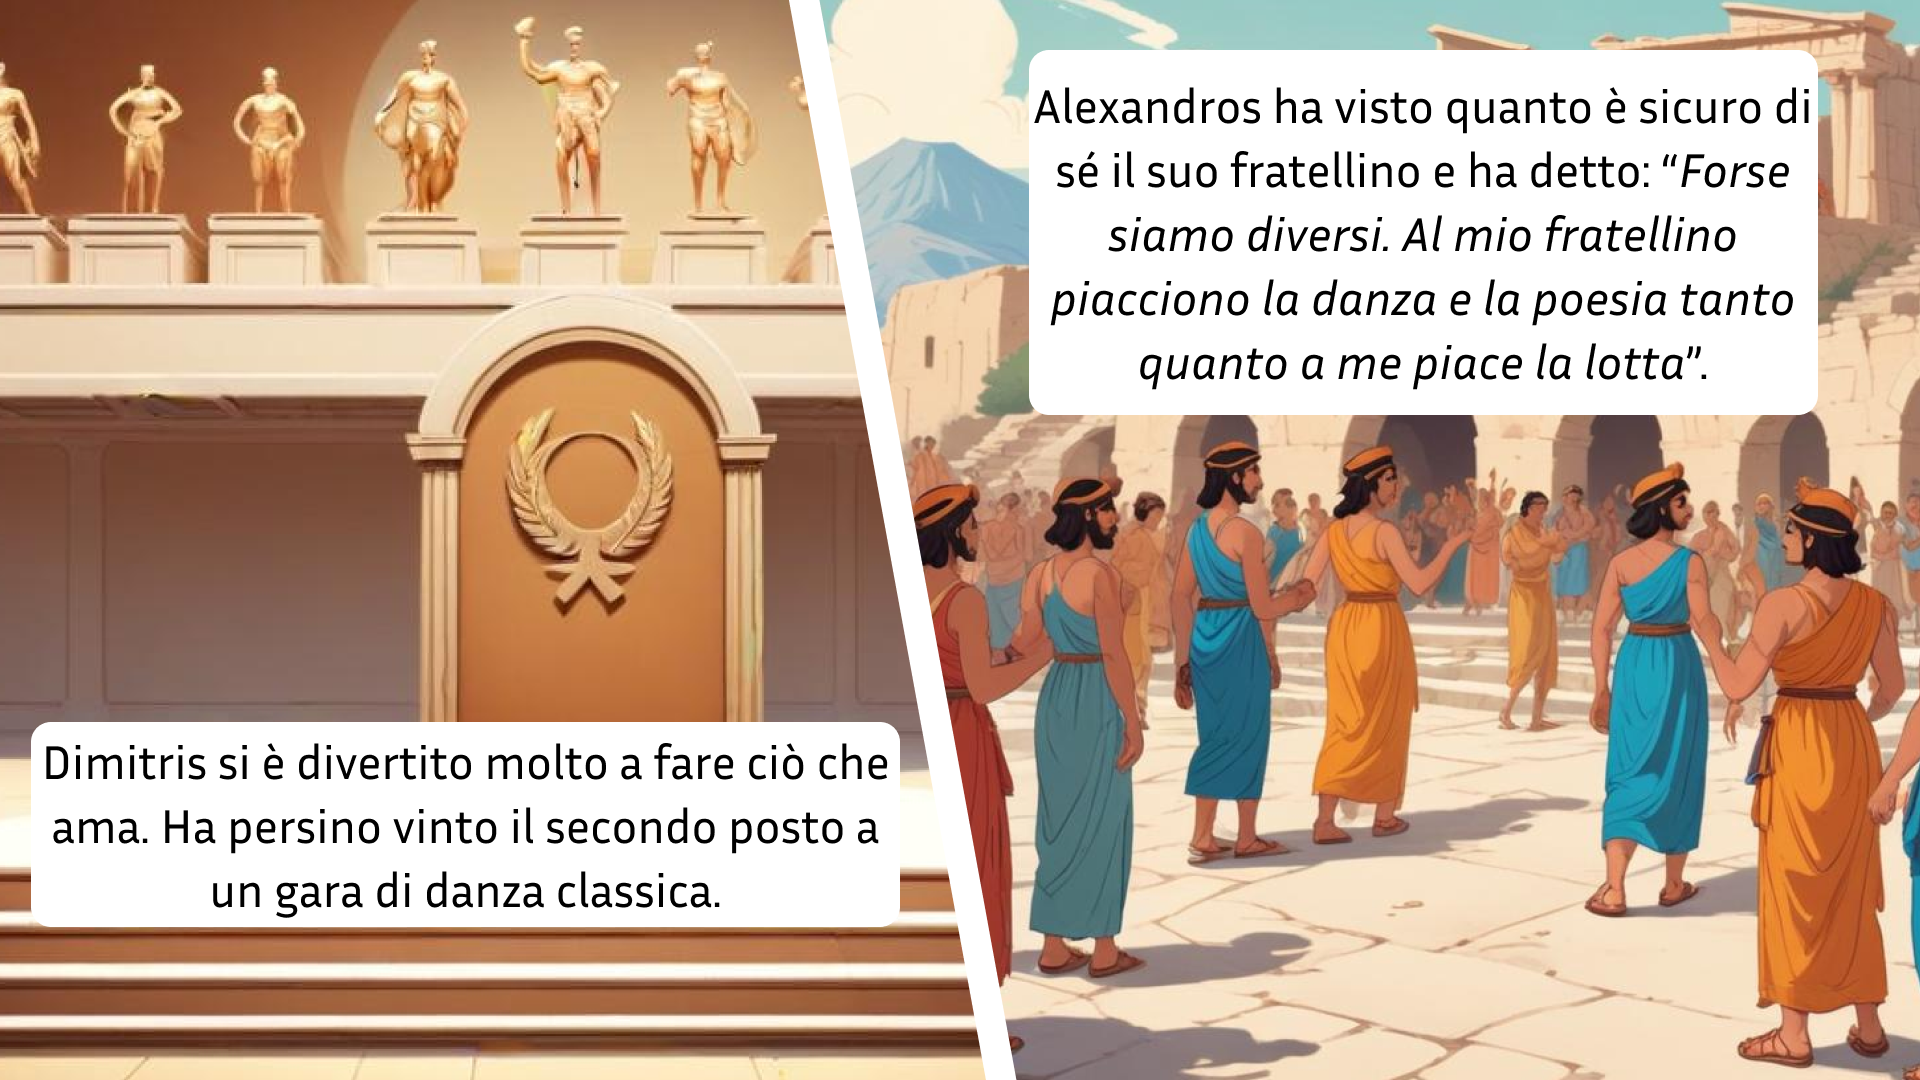 Dimitris si è divertito molto a fare ciò che
ama. Ha persino vinto il secondo posto a
un gara di danza classica.
Alexandros ha visto quanto è sicuro di
sé il suo fratellino e ha detto: “Forse
siamo diversi. Al mio fratellino
piacciono la danza e la poesia tanto
quanto a me piace la lotta”.